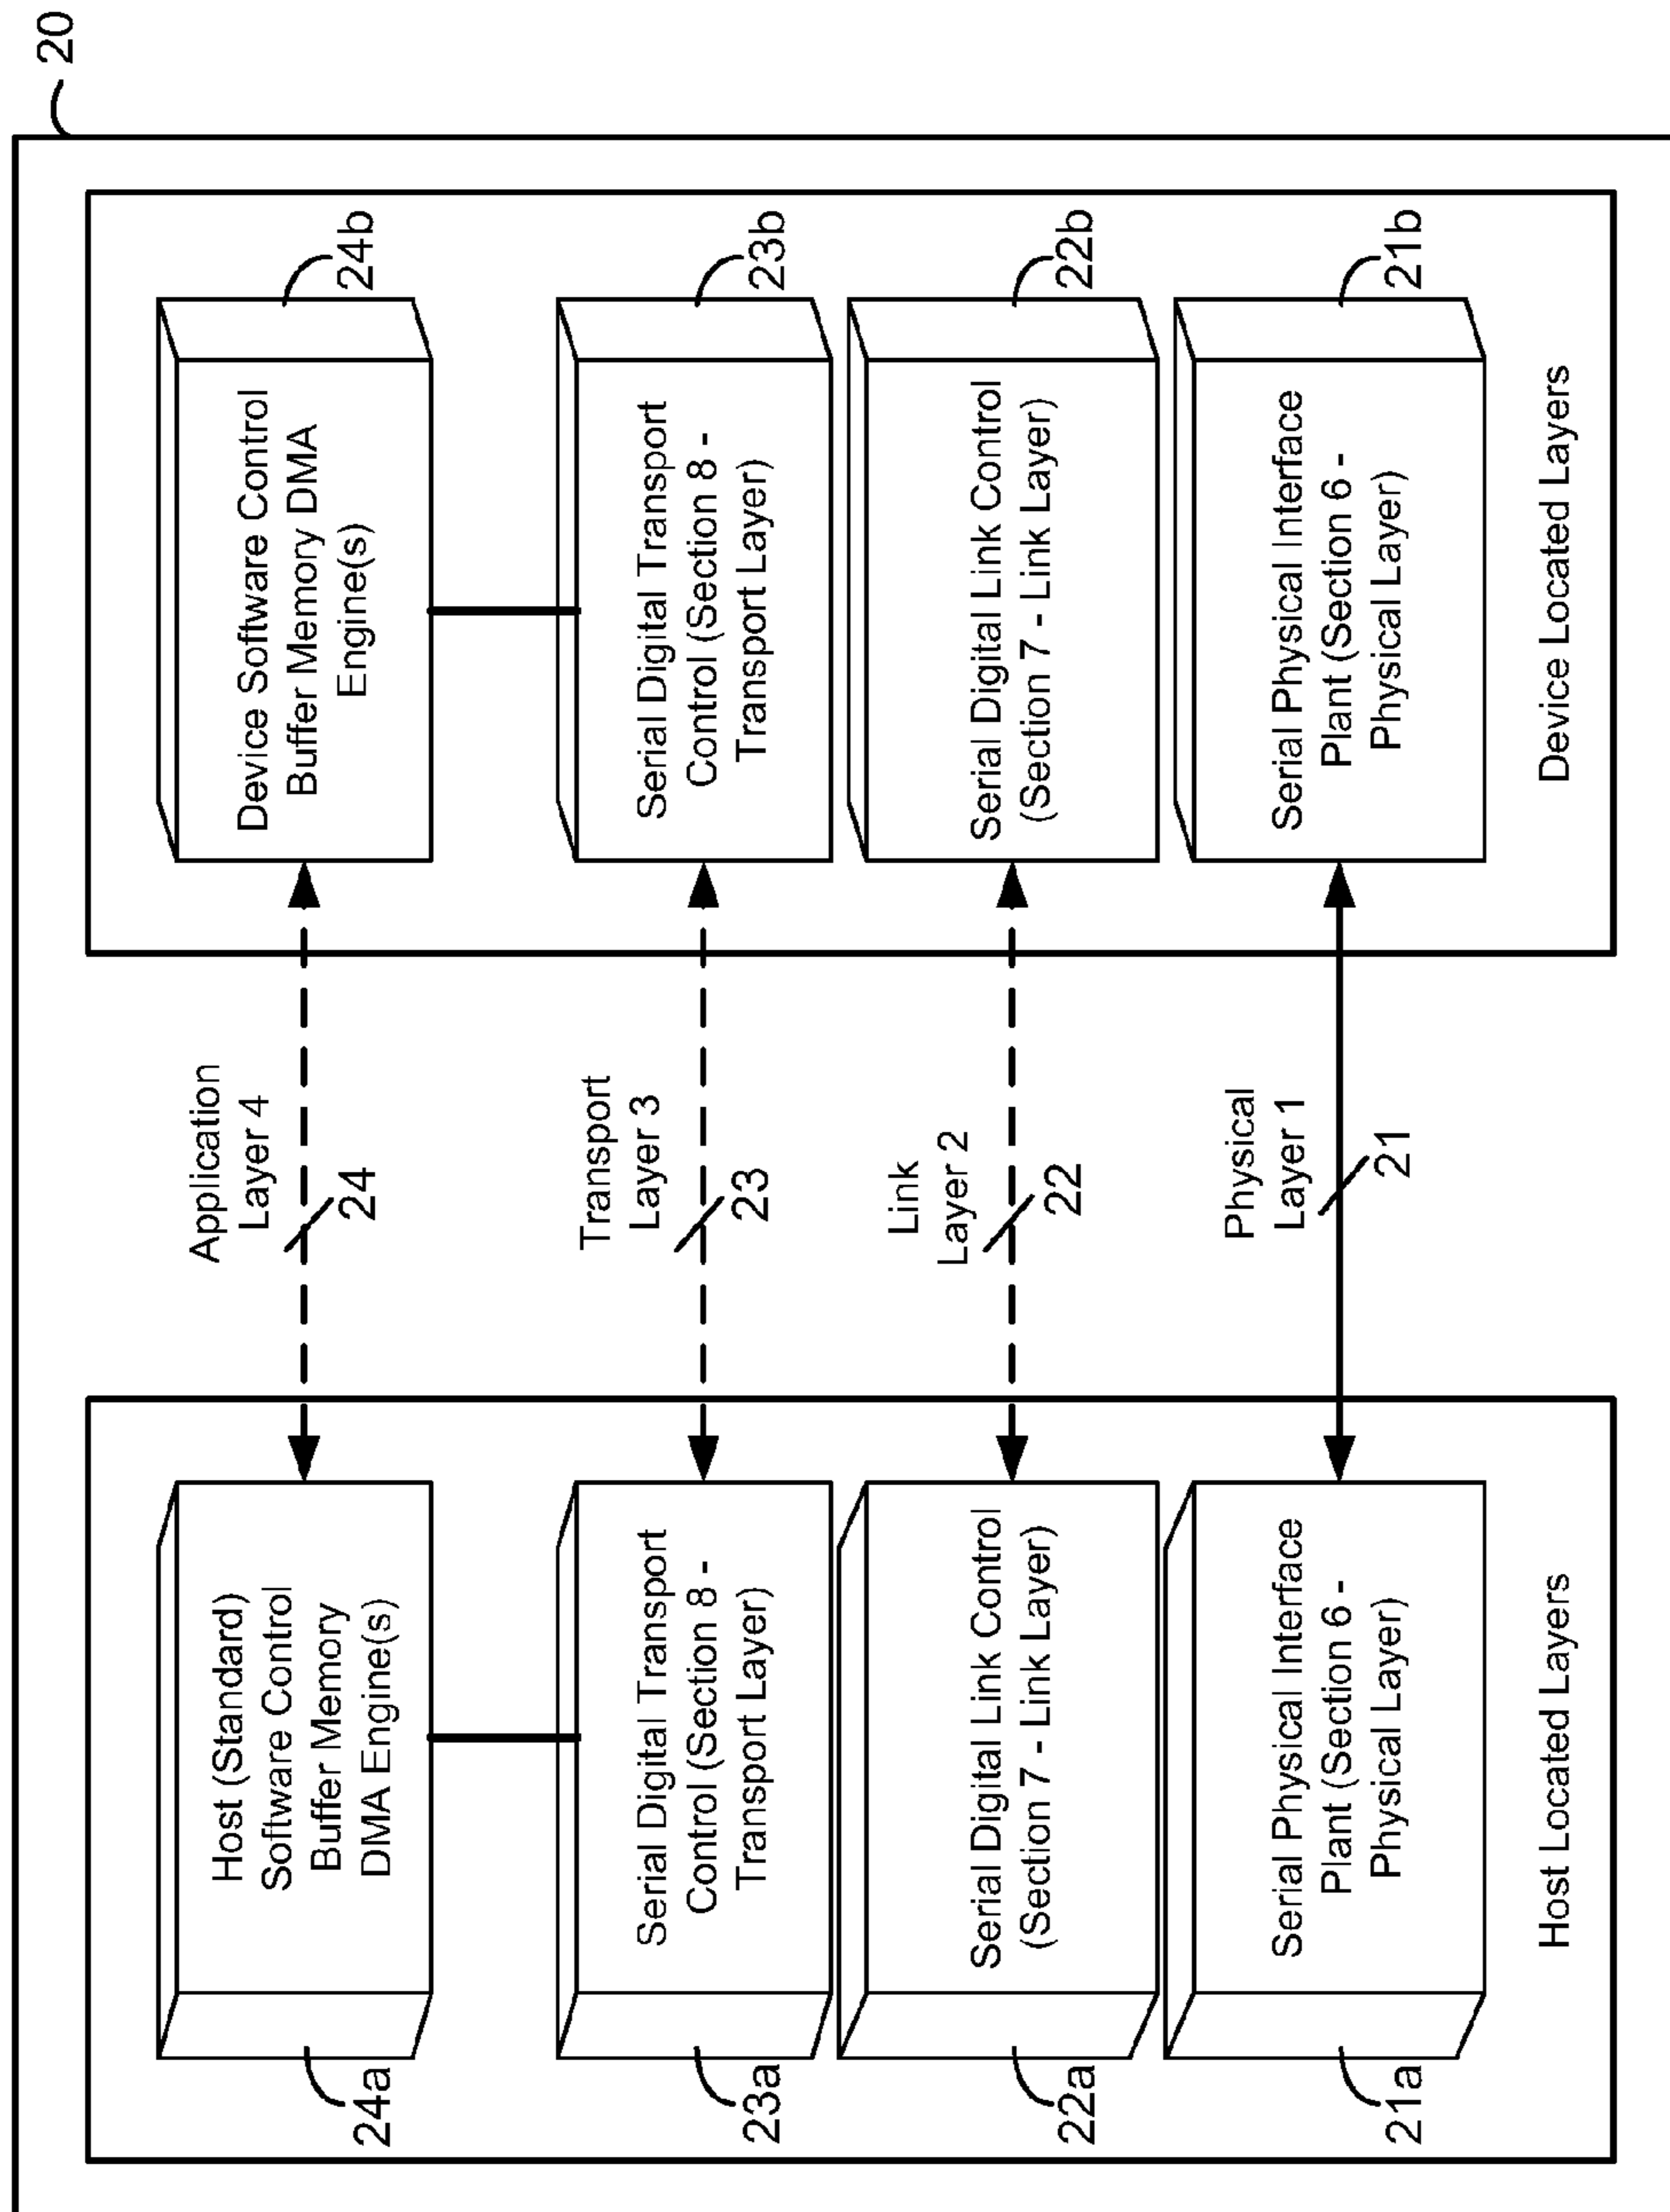 20
Host (Standard)
Software Control
Buffer Memory
DMA Engine(s)
24a
Application
Layer 4
24
Device Software Control
Buffer Memory DMA
Engine(s)
24b
Serial Digital Transport
Control (Section 8 -
Transport Layer)
23a
Transport
Layer 3
23
Serial Digital Transport
Control (Section 8 -
Transport Layer)
23b
Serial Digital Link Control
(Section 7 - Link Layer)
22a
Link
Layer 2
22
Serial Digital Link Control
(Section 7 - Link Layer)
22b
Serial Physical Interface
Plant (Section 6 -
Physical Layer)
21a
Physical
Layer 1
21
Serial Physical Interface
Plant (Section 6 -
Physical Layer)
21b
Host Located Layers
Device Located Layers